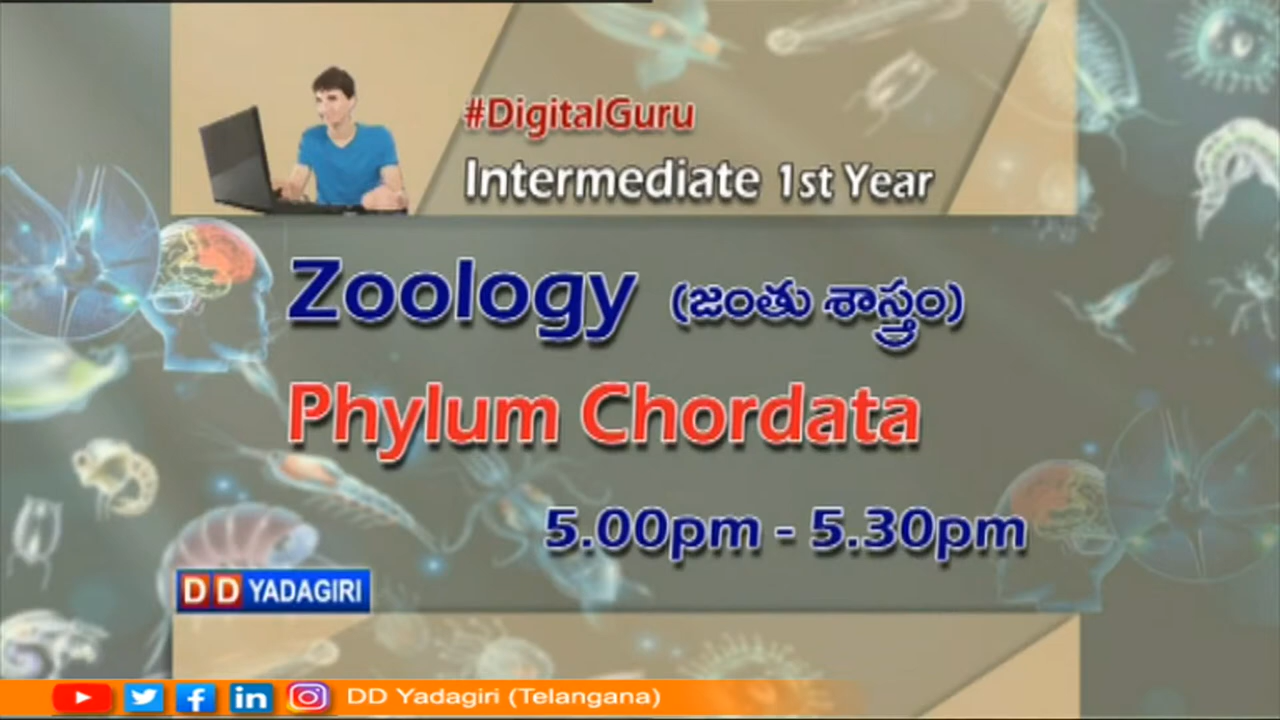 #DigitalGuru
Intermediate 1st Year
Zoology (జంతు శాస్త్రం)
Phylum Chordata
5.00pm - 5.30pm
DD YADAGIRI
DD Yadagiri (Telangana)